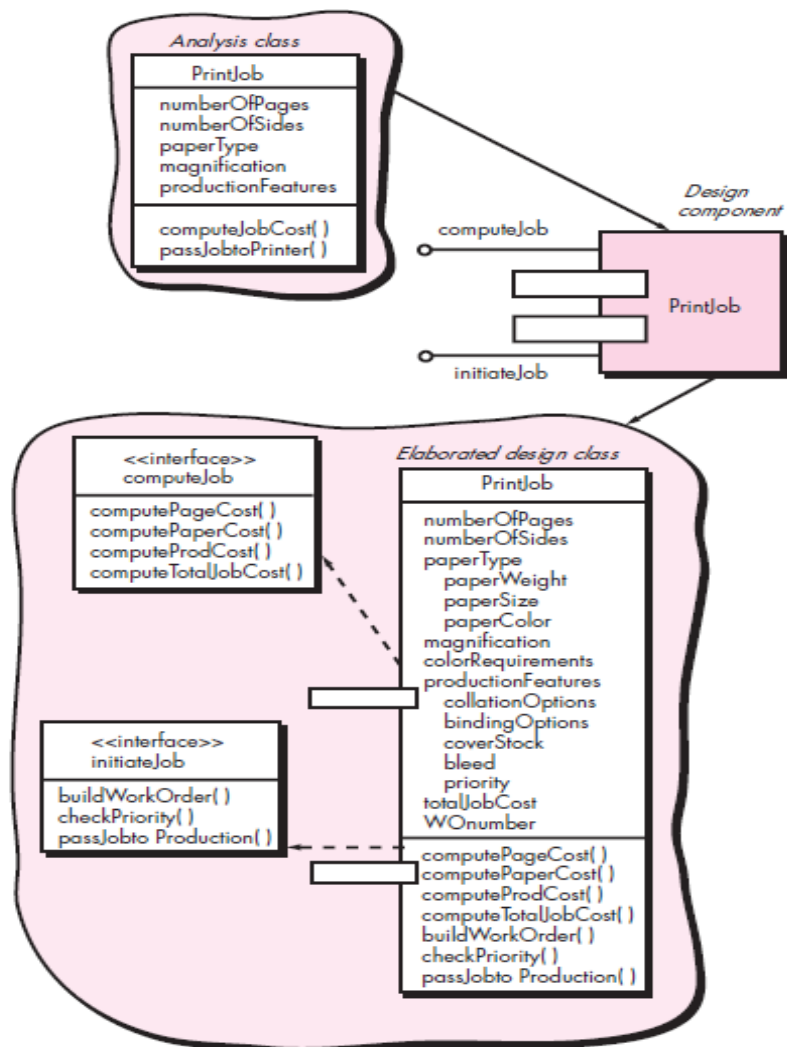 Analysis class
PrintJob
numberOfPages
numberOfSides
paperType
magnification
productionFeatures
computeJobCost( )
passJobtoPrinter( )
Design
component
computeJob
PrintJob
initiateJob
<<interface>>
computeJob
computePageCost( )
computePaperCost( )
computeProdCost( )
computeTotalJobCost( )
<<interface>>
initiateJob
buildWorkOrder( )
checkPriority( )
passJobto Production( )
Elaborated design class
PrintJob
numberOfPages
numberOfSides
paperType
paperWeight
paperSize
paperColor
magnification
colorRequirements
productionFeatures
collationOptions
bindingOptions
coverStock
bleed
priority
totalJobCost
WOnumber
computePageCost( )
computePaperCost( )
computeProdCost( )
computeTotalJobCost( )
buildWorkOrder( )
checkPriority( )
passJobto Production( )